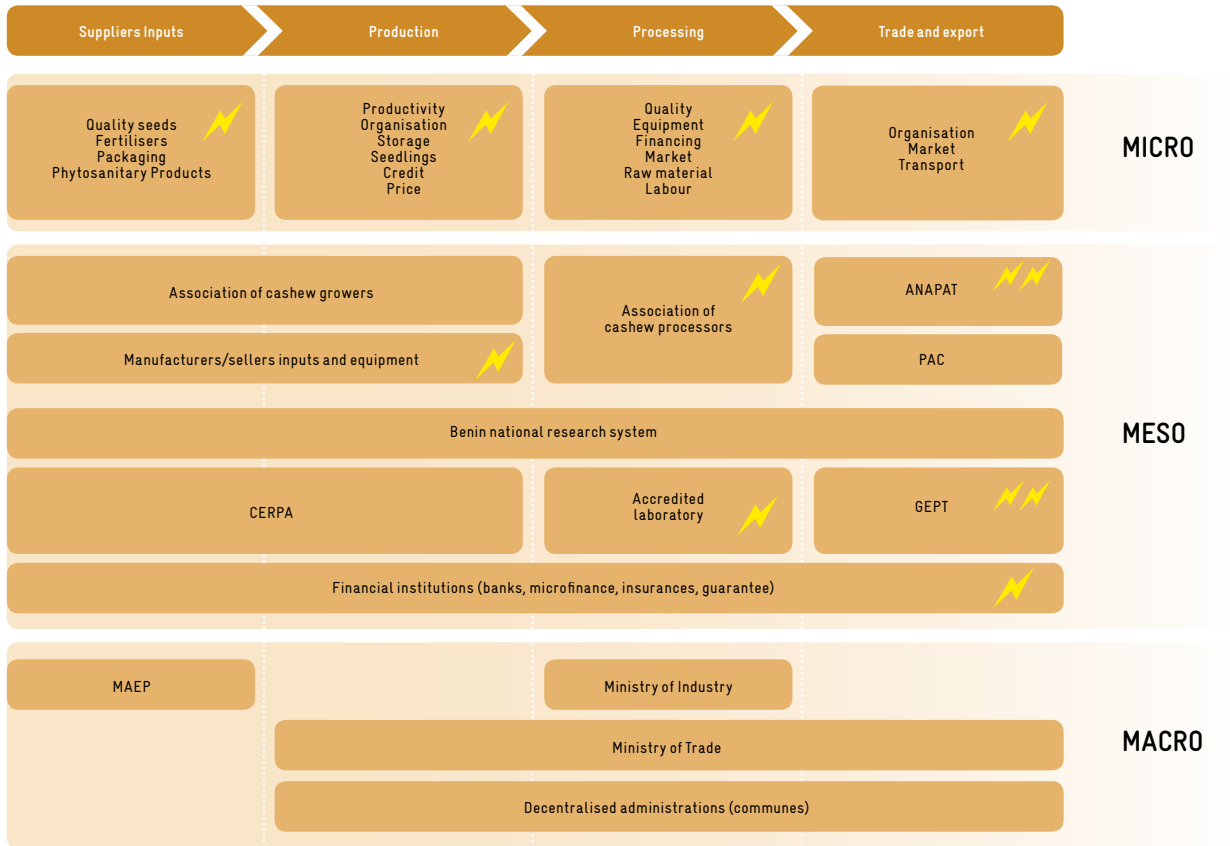 Suppliers Inputs
Production
Processing
Trade and export
Quality seeds
Fertilisers
Packaging
Phytosanitary Products
Productivity
Organisation
Storage
Seedlings
Credit
Price
Quality
Equipment
Financing
Market
Raw material
Labour
Organisation
Market
Transport
MICRO
Association of cashew growers
Association of
cashew processors
ANAPAT
Manufacturers/sellers inputs and equipment
PAC
Benin national research system
MESO
CERPA
Accredited
laboratory
GEPT
Financial institutions (banks, microfinance, insurances, guarantee)
MAEP
Ministry of Industry
Ministry of Trade
MACRO
Decentralised administrations (communes)